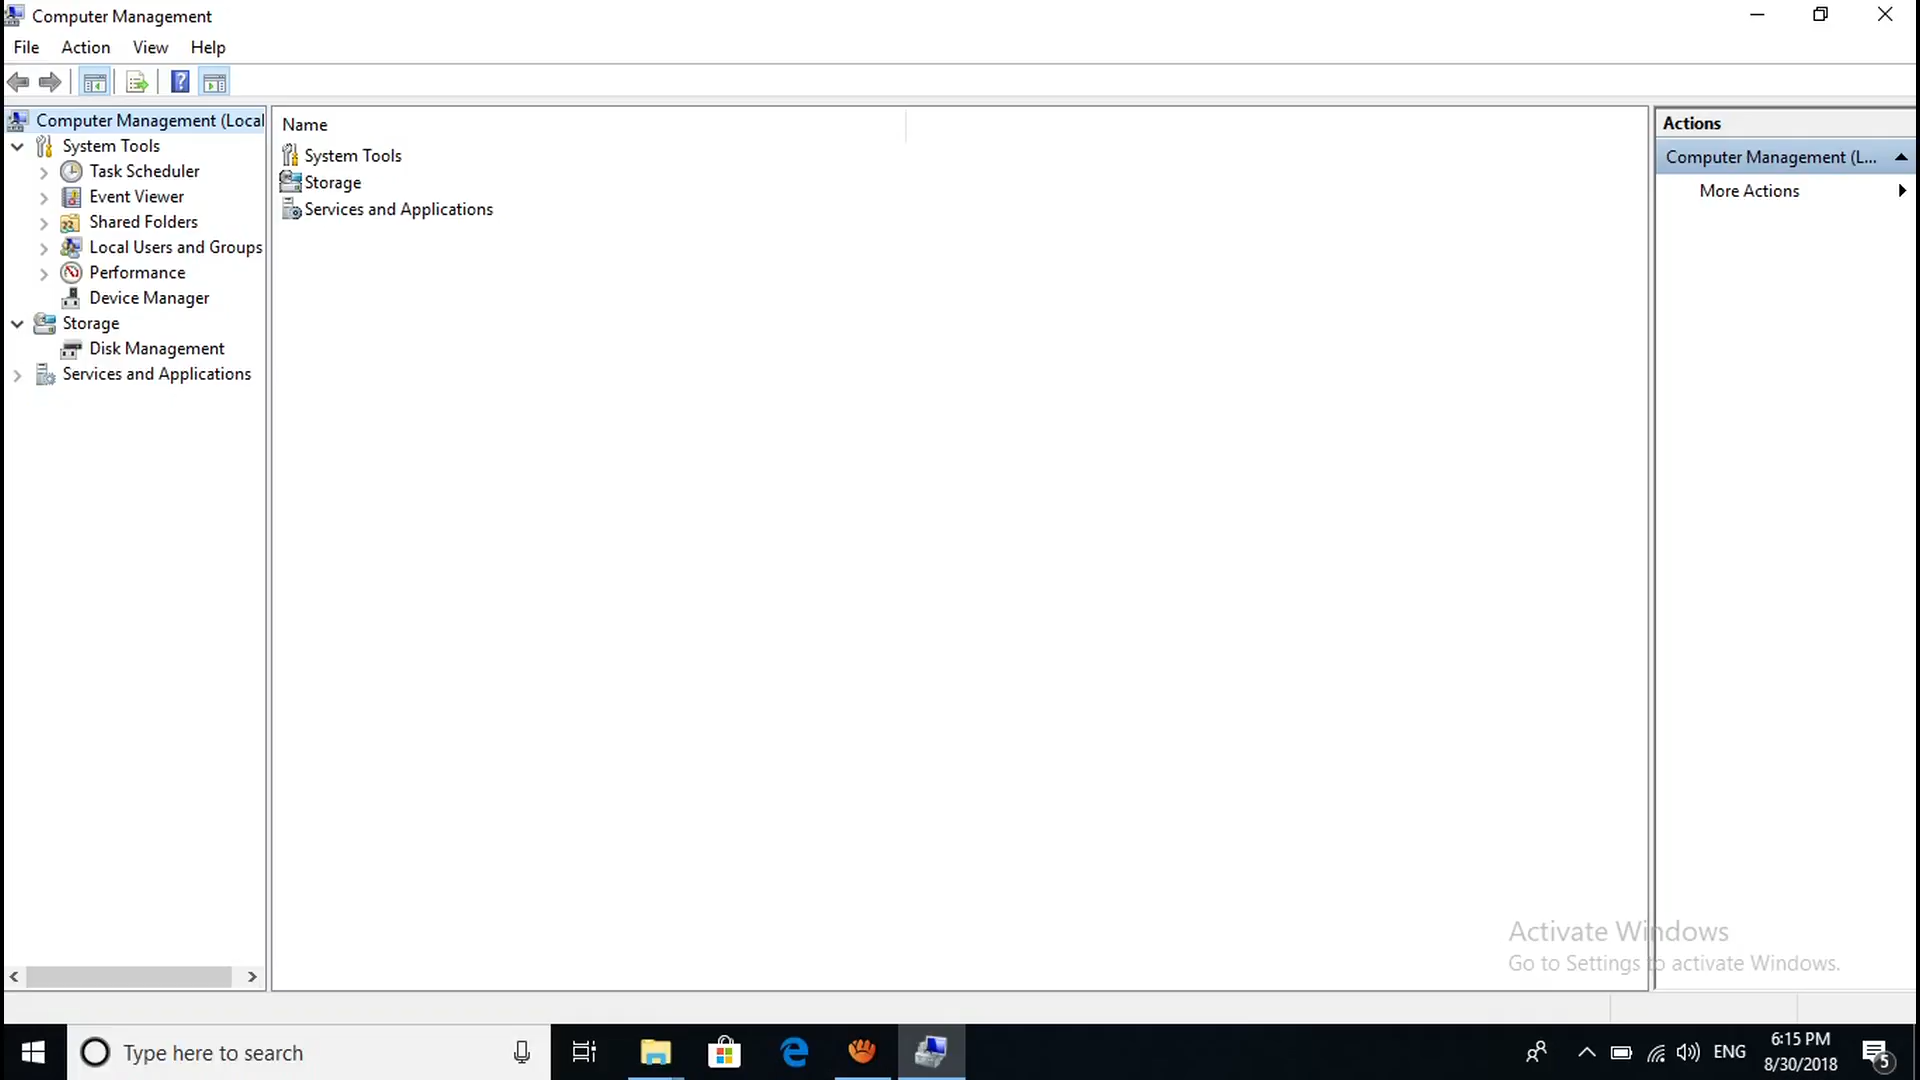 Computer Management
File Action View Help
Computer Management (Local
System Tools
Task Scheduler
Event Viewer
Shared Folders
Local Users and Groups
Performance
Device Manager
Storage
Disk Management
Services and Applications
Name
System Tools
Storage
Services and Applications
Actions
Computer Management (L...
More Actions
Activate Windows
Go to Settings to activate Windows.
Type here to search
ENG
6:15 PM
8/30/2018
5